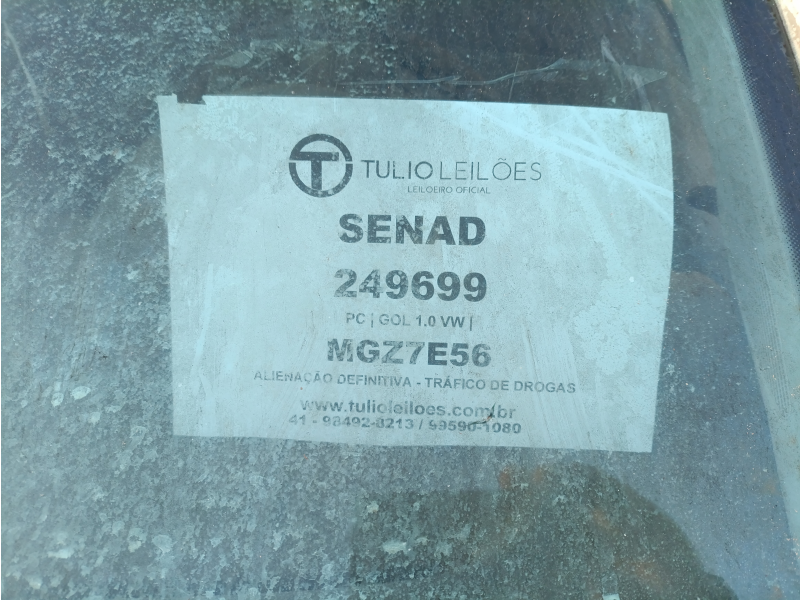 T TULIO LEILÕES
LEILOEIRO OFICIAL
SENAD
249699
PC | GOL 1.0 VW |
MGZ7E56
ALIENAÇÃO DEFINITIVA - TRÁFICO DE DROGAS
www.tulioleiloes.com/br
41 - 98492-8213 / 99590-1080